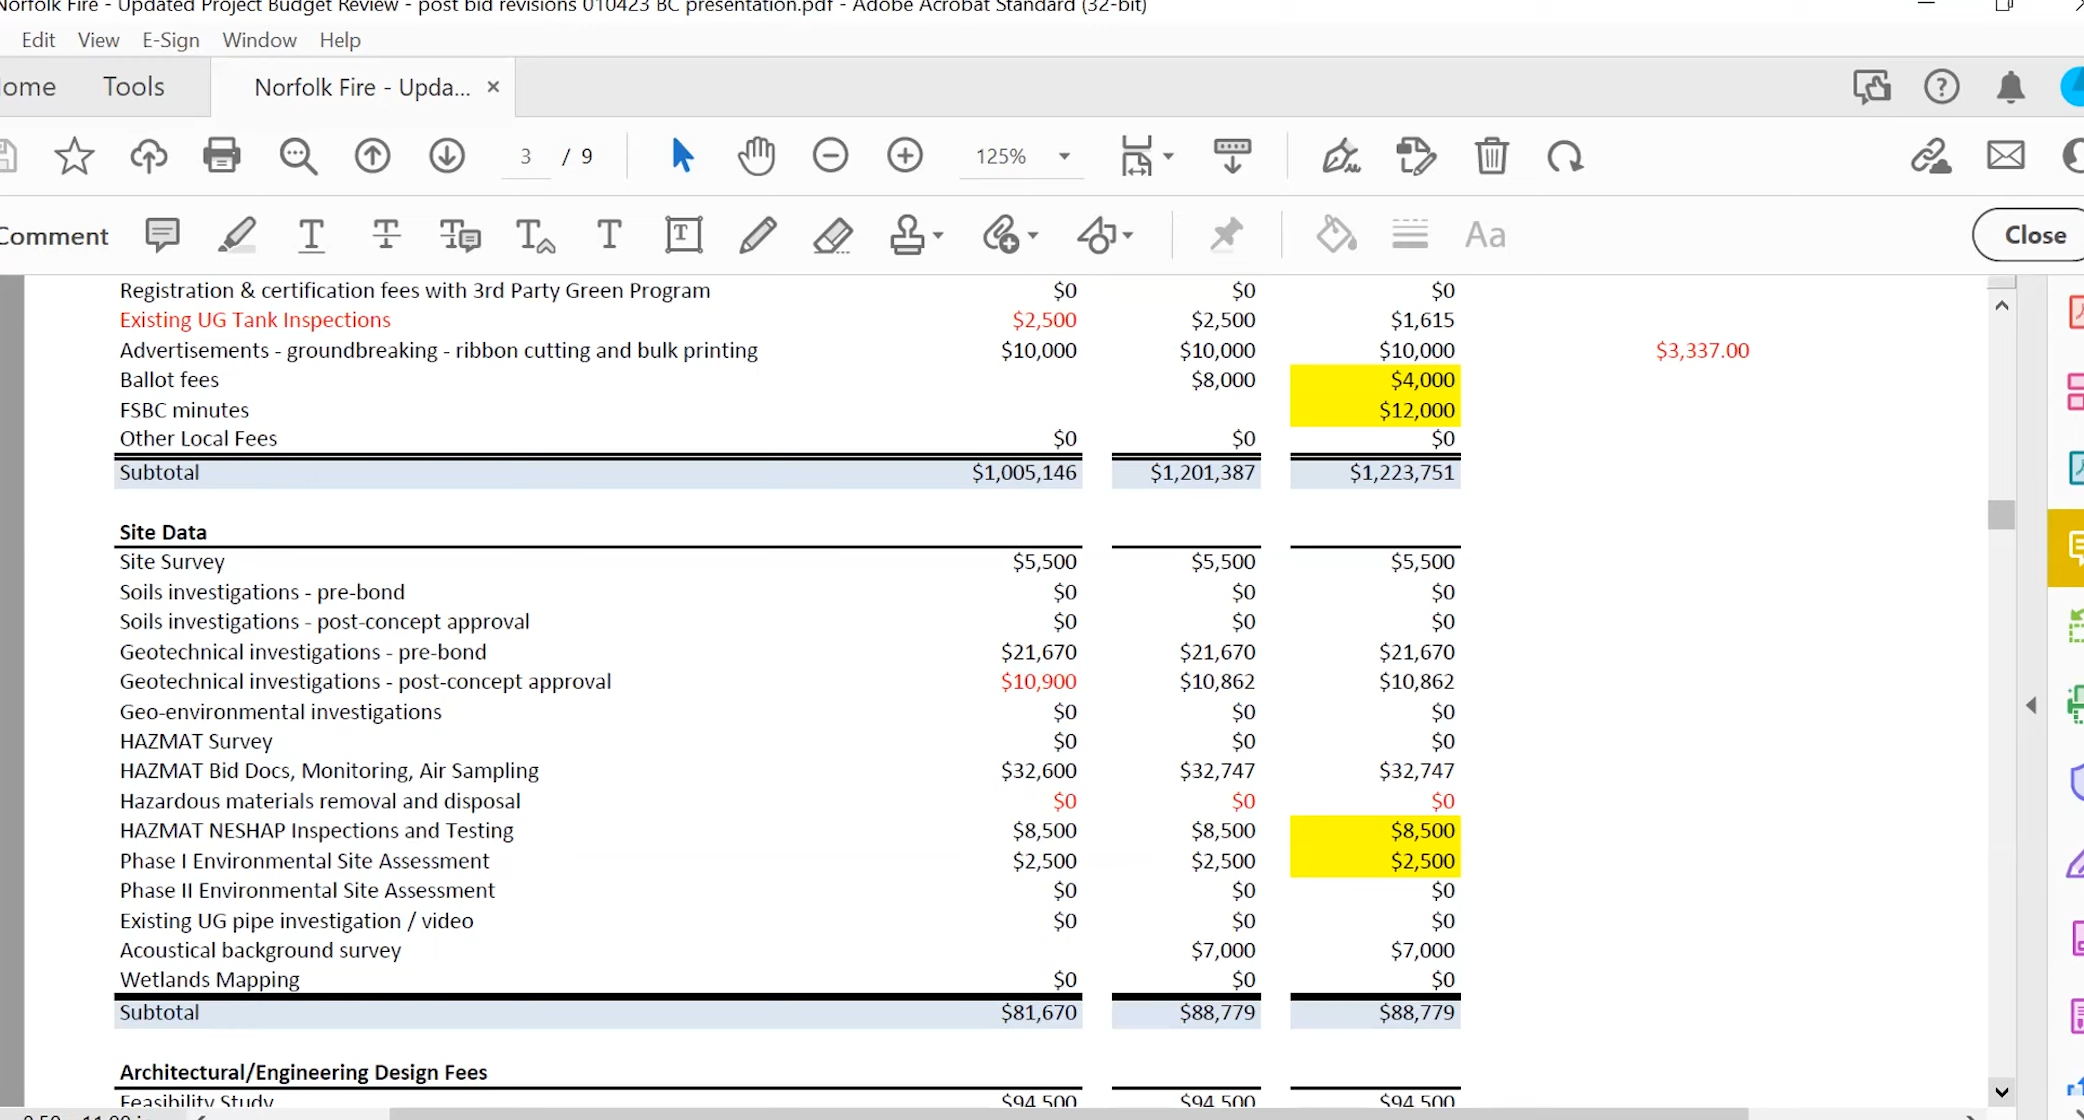 Norfolk Fire - Updated Project Budget Review - post bid revisions 010423 BC presentation.pdf - Adobe Acrobat Standard (32-bit)
Edit View E-Sign Window Help
ome Tools Norfolk Fire - Upda... ×
3 / 9 125%
Comment Close
Registration & certification fees with 3rd Party Green Program $0 $0 $0
Existing UG Tank Inspections $2,500 $2,500 $1,615
Advertisements - groundbreaking - ribbon cutting and bulk printing $10,000 $10,000 $10,000 $3,337.00
Ballot fees $8,000 $4,000
FSBC minutes $12,000
Other Local Fees $0 $0 $0
Subtotal $1,005,146 $1,201,387 $1,223,751
Site Data
Site Survey $5,500 $5,500 $5,500
Soils investigations - pre-bond $0 $0 $0
Soils investigations - post-concept approval $0 $0 $0
Geotechnical investigations - pre-bond $21,670 $21,670 $21,670
Geotechnical investigations - post-concept approval $10,900 $10,862 $10,862
Geo-environmental investigations $0 $0 $0
HAZMAT Survey $0 $0 $0
HAZMAT Bid Docs, Monitoring, Air Sampling $32,600 $32,747 $32,747
Hazardous materials removal and disposal $0 $0 $0
HAZMAT NESHAP Inspections and Testing $8,500 $8,500 $8,500
Phase I Environmental Site Assessment $2,500 $2,500 $2,500
Phase II Environmental Site Assessment $0 $0 $0
Existing UG pipe investigation / video $0 $0 $0
Acoustical background survey $7,000 $7,000
Wetlands Mapping $0 $0 $0
Subtotal $81,670 $88,779 $88,779
Architectural/Engineering Design Fees
Feasibility Study $94,500 $94,500 $94,500